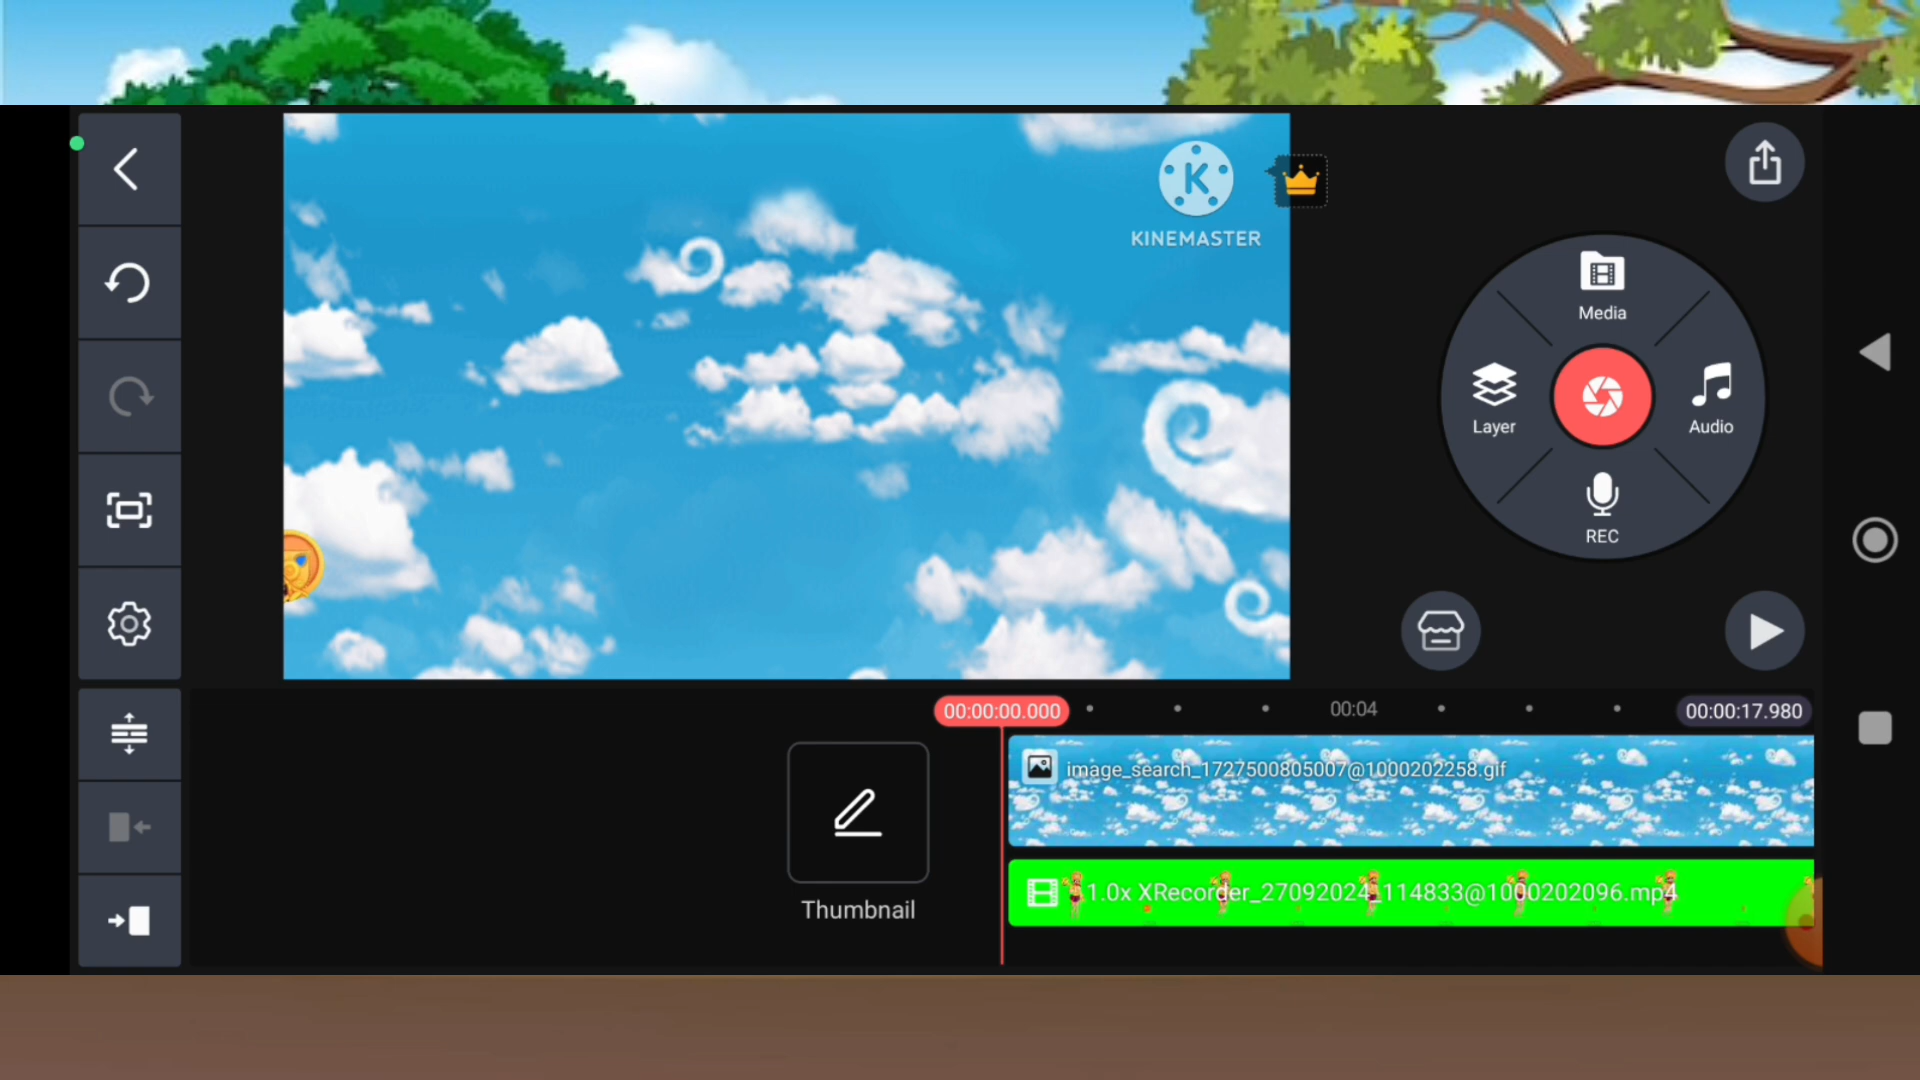 KINEMASTER
Media
Layer
Audio
REC
00:00:00.000
00:04
00:00:17.980
image_search_1727500805007@1000202258.gif
1.0x XRecorder_27092024_114833@1000202096.mp4
Thumbnail